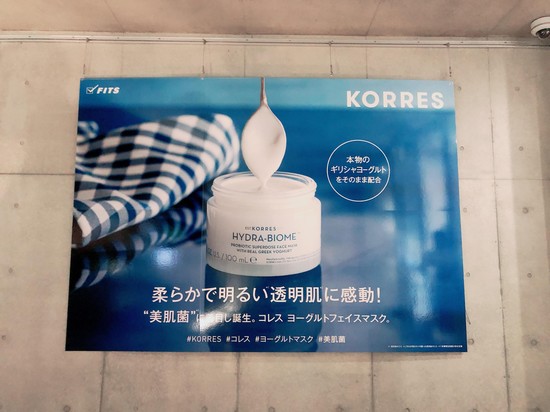 FITS
KORRES
本物の
ギリシャヨーグルト
をそのまま配合
KORRES
HYDRA-BIOME
PROBIOTIC SUPERDOSE FACE MASK
WITH REAL GREEK YOGHURT
/ 100 mL ℮
柔らかで明るい透明肌に感動！
“美肌菌”に着目し誕生。コレス ヨーグルトフェイスマスク。
#KORRES #コレス #ヨーグルトマスク #美肌菌